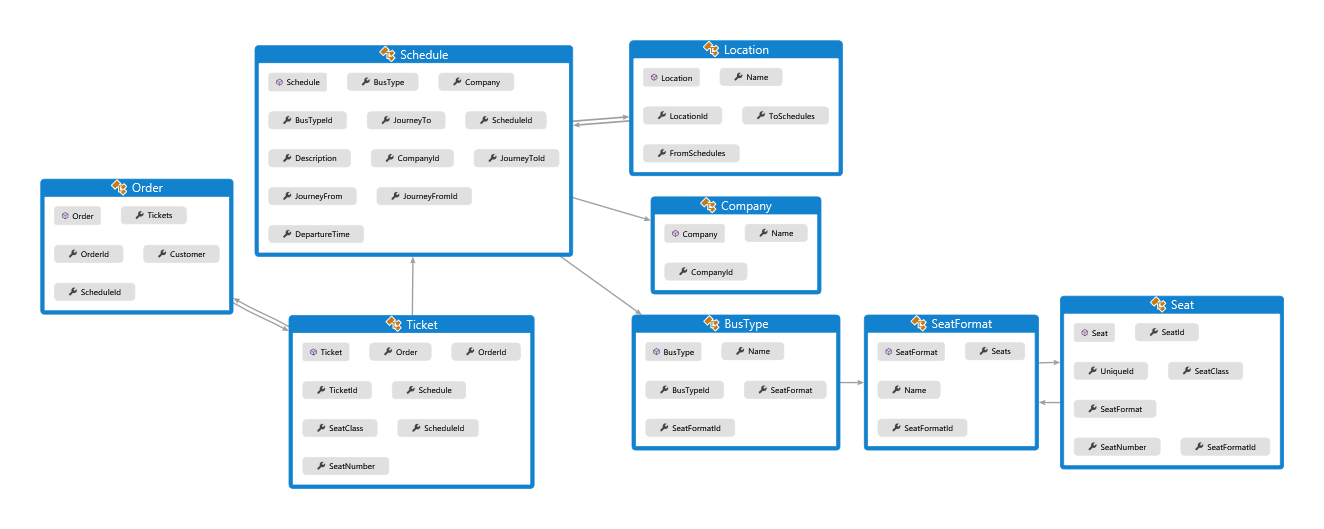 Schedule
Schedule BusType Company
BusTypeId JourneyTo ScheduleId
Description CompanyId JourneyToId
JourneyFrom JourneyFromId
DepartureTime
Location
Location Name
LocationId ToSchedules
FromSchedules
Order
Order Tickets
OrderId Customer
ScheduleId
Company
Company Name
CompanyId
Ticket
Ticket Order OrderId
TicketId Schedule
SeatClass ScheduleId
SeatNumber
BusType
BusType Name
BusTypeId SeatFormat
SeatFormatId
SeatFormat
SeatFormat Seats
Name
SeatFormatId
Seat
Seat SeatId
UniqueId SeatClass
SeatFormat
SeatNumber SeatFormatId